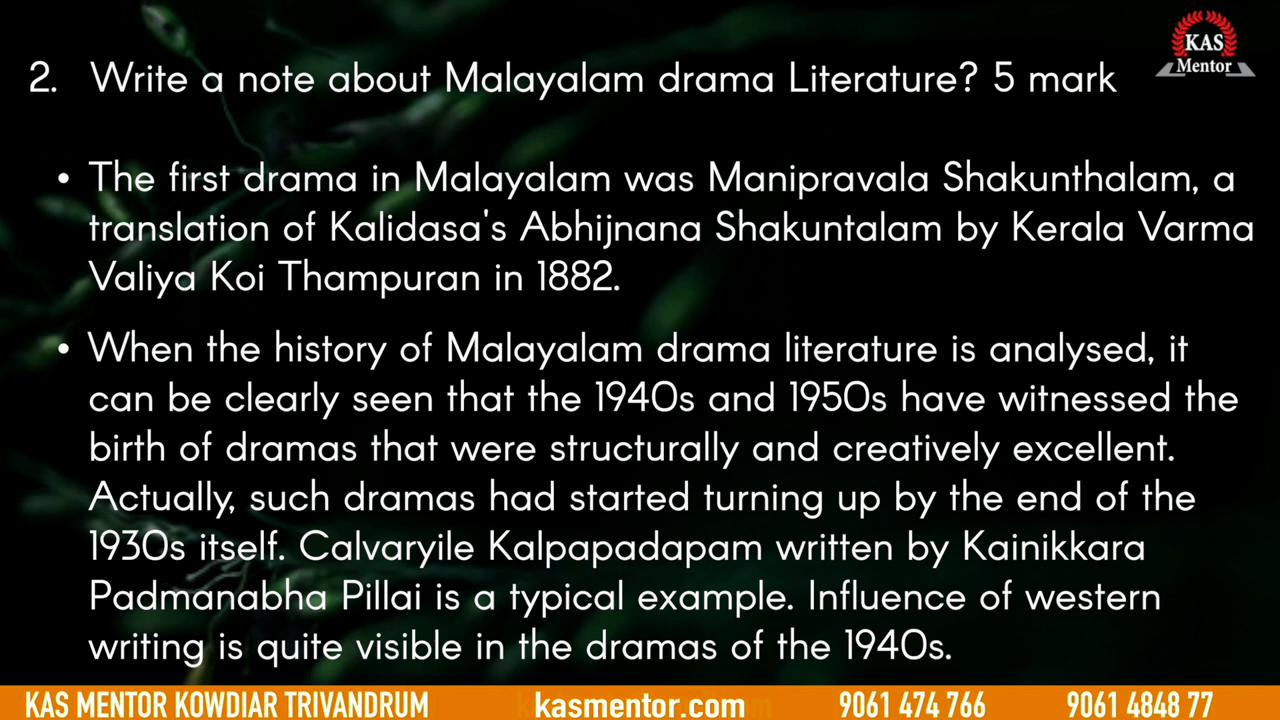 KAS
Mentor
2. Write a note about Malayalam drama Literature? 5 mark
• The first drama in Malayalam was Manipravala Shakunthalam, a
translation of Kalidasa's Abhijnana Shakuntalam by Kerala Varma
Valiya Koi Thampuran in 1882.
• When the history of Malayalam drama literature is analysed, it
can be clearly seen that the 1940s and 1950s have witnessed the
birth of dramas that were structurally and creatively excellent.
Actually, such dramas had started turning up by the end of the
1930s itself. Calvaryile Kalpapadapam written by Kainikkara
Padmanabha Pillai is a typical example. Influence of western
writing is quite visible in the dramas of the 1940s.
KAS MENTOR KOWDIAR TRIVANDRUM kasmentor.com 9061 474 766 9061 4848 77